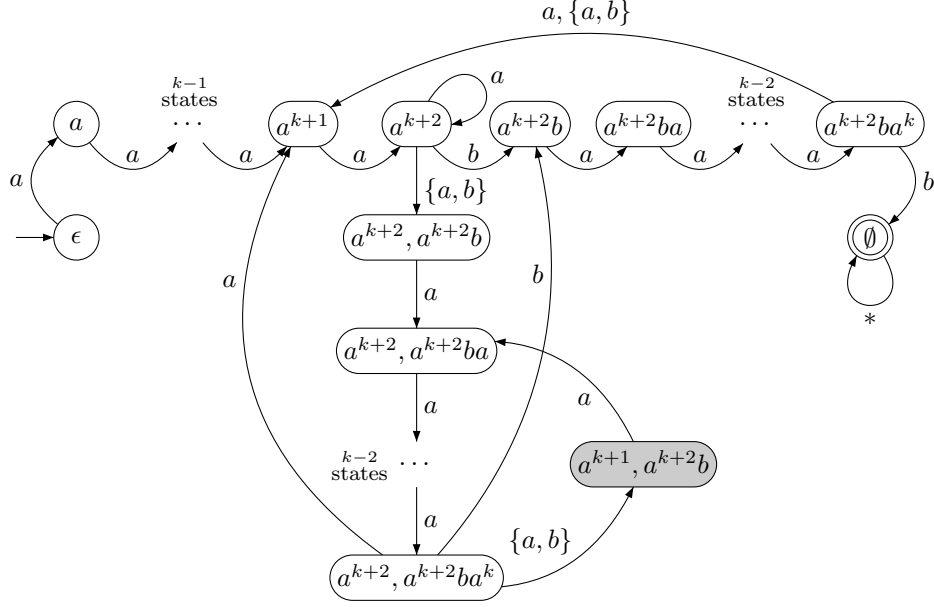 a, {a, b}
k−1
states
⋯
k−2
states
⋯
a
a^{k+1}
a^{k+2}
a
a^{k+2}b
a^{k+2}ba
a^{k+2}ba^k
a
a
a
b
a
a
a
a
{a, b}
b
ϵ
a^{k+2}, a^{k+2}b
∅
a
a
b
*
a^{k+2}, a^{k+2}ba
a
a
k−2
states ⋯
a^{k+1}, a^{k+2}b
a
{a, b}
a^{k+2}, a^{k+2}ba^k